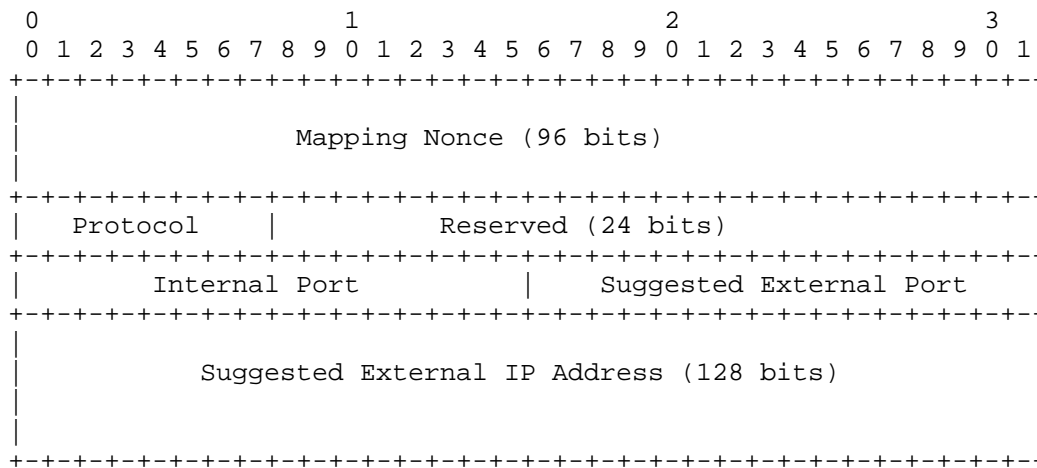 0                   1                   2                   3
 0 1 2 3 4 5 6 7 8 9 0 1 2 3 4 5 6 7 8 9 0 1 2 3 4 5 6 7 8 9 0 1
+-+-+-+-+-+-+-+-+-+-+-+-+-+-+-+-+-+-+-+-+-+-+-+-+-+-+-+-+-+-+-+-
|
|                 Mapping Nonce (96 bits)
|
+-+-+-+-+-+-+-+-+-+-+-+-+-+-+-+-+-+-+-+-+-+-+-+-+-+-+-+-+-+-+-+-
|   Protocol    |          Reserved (24 bits)
+-+-+-+-+-+-+-+-+-+-+-+-+-+-+-+-+-+-+-+-+-+-+-+-+-+-+-+-+-+-+-+-
|        Internal Port          |    Suggested External Port
+-+-+-+-+-+-+-+-+-+-+-+-+-+-+-+-+-+-+-+-+-+-+-+-+-+-+-+-+-+-+-+-
|
|           Suggested External IP Address (128 bits)
|
|
+-+-+-+-+-+-+-+-+-+-+-+-+-+-+-+-+-+-+-+-+-+-+-+-+-+-+-+-+-+-+-+-